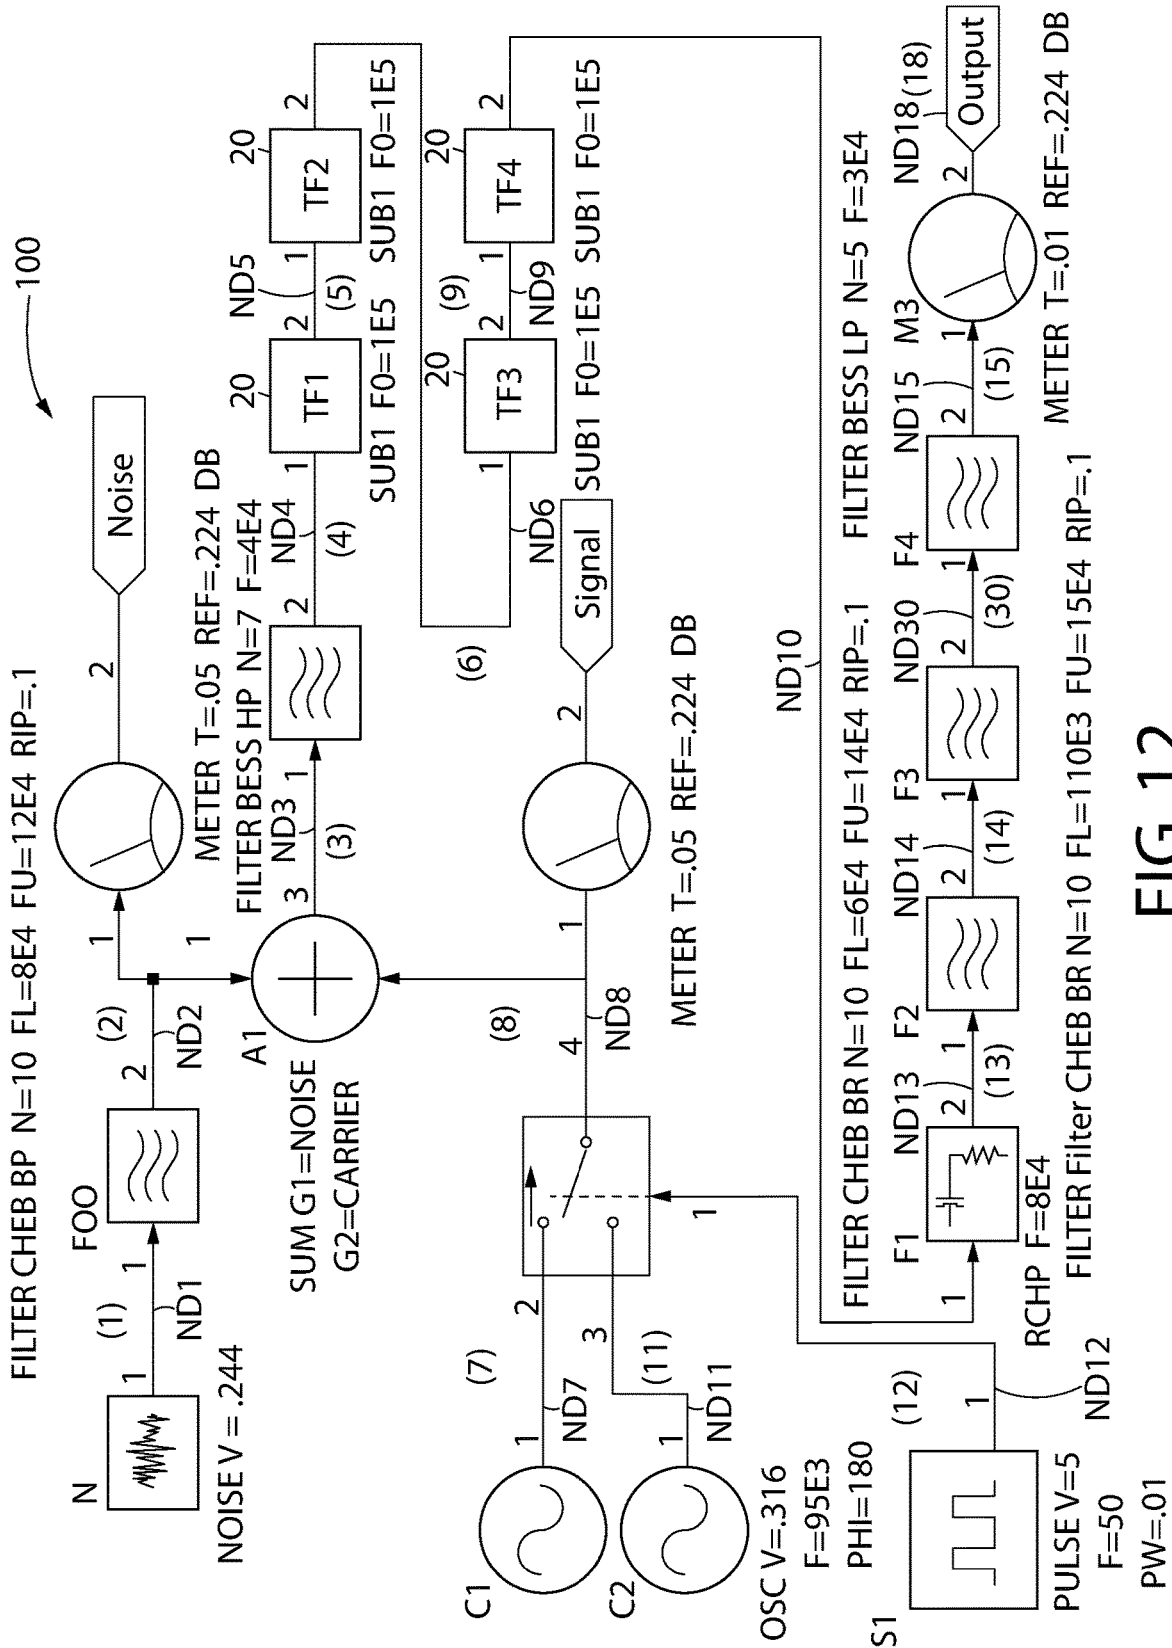 100
FILTER CHEB BP N=10 FL=8E4 FU=12E4 RIP=.1
N
NOISE V = .244
1
(1)
ND1
1
FOO
2
(2)
ND2
1
1
2
Noise
METER T=.05 REF=.224 DB
FILTER BESS HP N=7 F=4E4
A1
SUM G1=NOISE
G2=CARRIER
3
ND3
(3)
1
2
ND4
(4)
1
20
TF1
SUB1 F0=1E5
2
ND5
(5)
1
20
TF2
SUB1 F0=1E5
2
(6)
ND6
1
20
TF3
SUB1 F0=1E5
2
(9)
ND9
1
20
TF4
SUB1 F0=1E5
2
C1
1
(7)
ND7
2
C2
1
(11)
ND11
3
OSC V=.316
F=95E3
PHI=180
4
(8)
ND8
1
2
Signal
METER T=.05 REF=.224 DB
S1
PULSE V=5
F=50
PW=.01
1
(12)
ND12
1
ND10
FILTER CHEB BR N=10 FL=6E4 FU=14E4 RIP=.1
FILTER BESS LP N=5 F=3E4
1
F1
RCHP F=8E4
2
ND13
(13)
1
F2
2
ND14
(14)
1
F3
2
ND30
(30)
1
F4
2
ND15
(15)
1
M3
2
ND18
(18)
Output
METER T=.01 REF=.224 DB
FILTER Filter CHEB BR N=10 FL=110E3 FU=15E4 RIP=.1
FIG 12